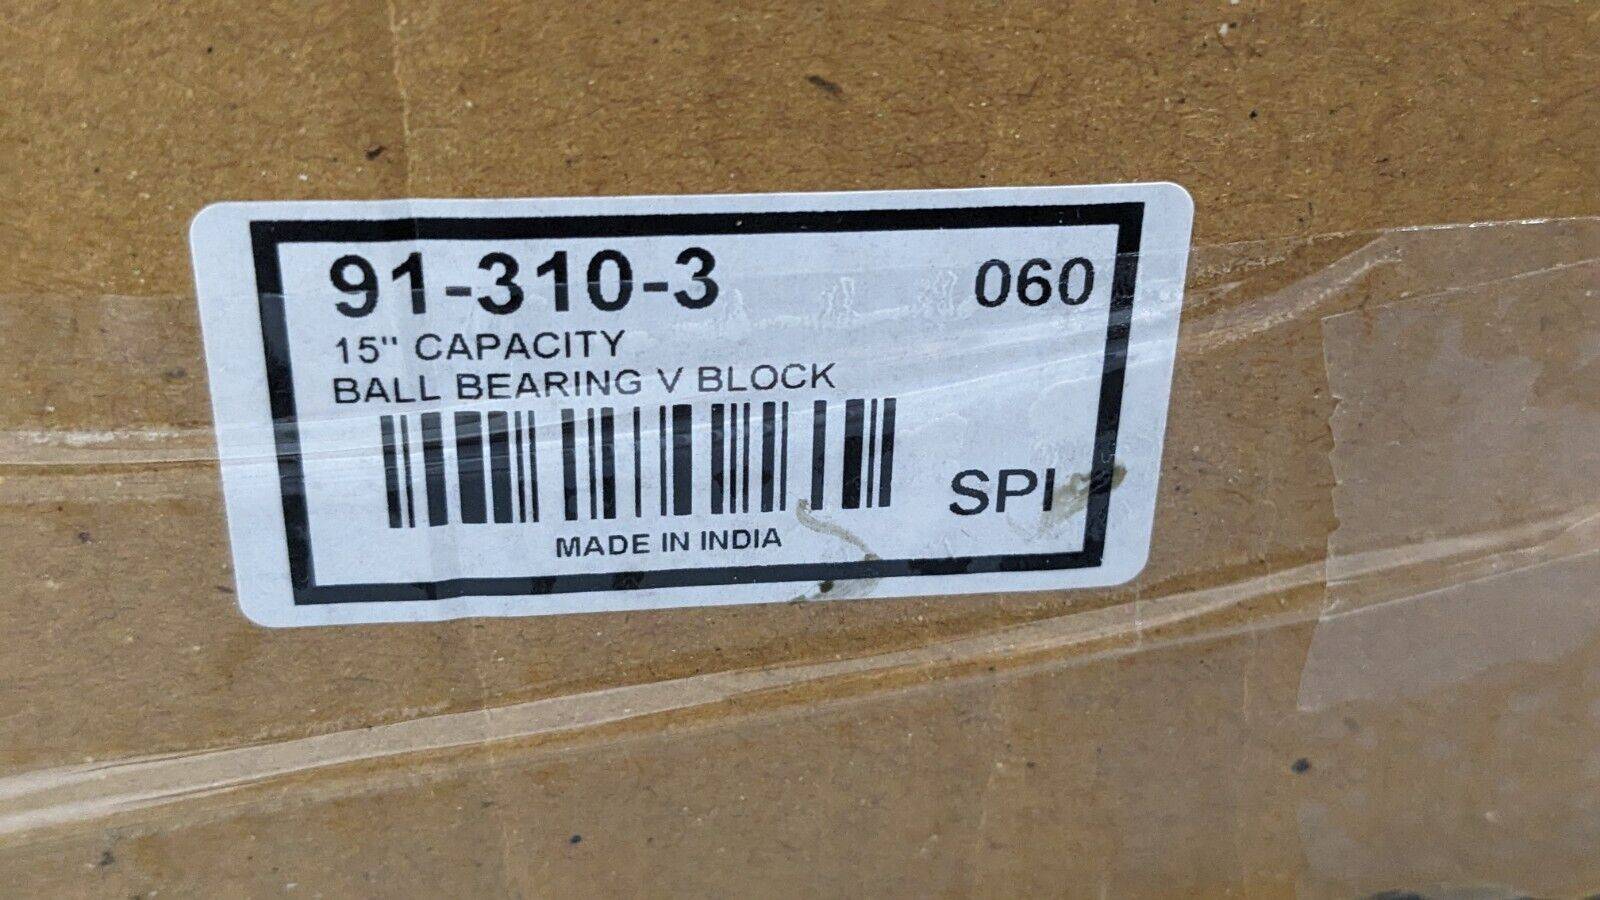 91-310-3 060
15" CAPACITY
BALL BEARING V BLOCK
SPI
MADE IN INDIA